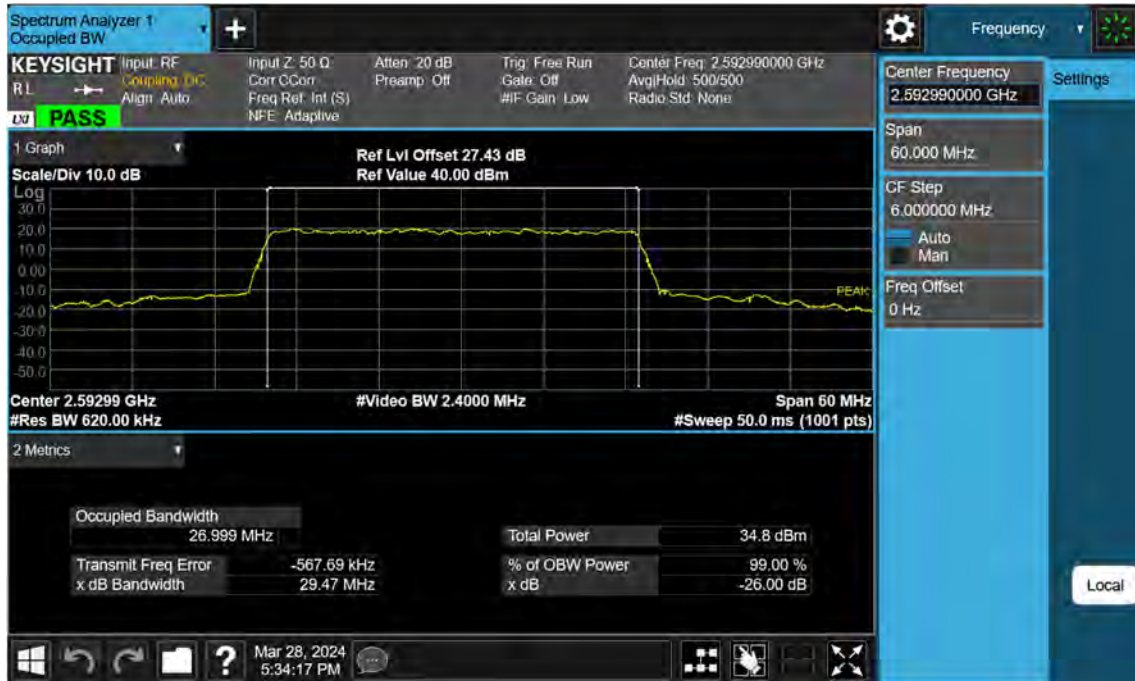 Spectrum Analyzer 1
Occupied BW
+
Frequency
KEYSIGHT
Input: RF
Coupling: DC
Align: Auto
Input Z: 50 Ω
Corr CCorr
Freq Ref: Int (S)
NFE: Adaptive
Atten: 20 dB
Preamp: Off
Trig: Free Run
Gate: Off
#IF Gain: Low
Center Freq: 2.592990000 GHz
Avg|Hold: 500/500
Radio Std: None
RL
LXI
PASS
Center Frequency
2.592990000 GHz
Settings
Span
60.000 MHz
CF Step
6.000000 MHz
Auto
Man
Freq Offset
0 Hz
1 Graph
Scale/Div 10.0 dB
Ref Lvl Offset 27.43 dB
Ref Value 40.00 dBm
Log
30.0
20.0
10.0
0.00
-10.0
-20.0
-30.0
-40.0
-50.0
PEAK
Center 2.59299 GHz
#Video BW 2.4000 MHz
Span 60 MHz
#Res BW 620.00 kHz
#Sweep 50.0 ms (1001 pts)
2 Metrics
Occupied Bandwidth
26.999 MHz
Total Power 34.8 dBm
Transmit Freq Error -567.69 kHz
% of OBW Power 99.00 %
x dB Bandwidth 29.47 MHz
x dB -26.00 dB
Local
?
Mar 28, 2024
5:34:17 PM